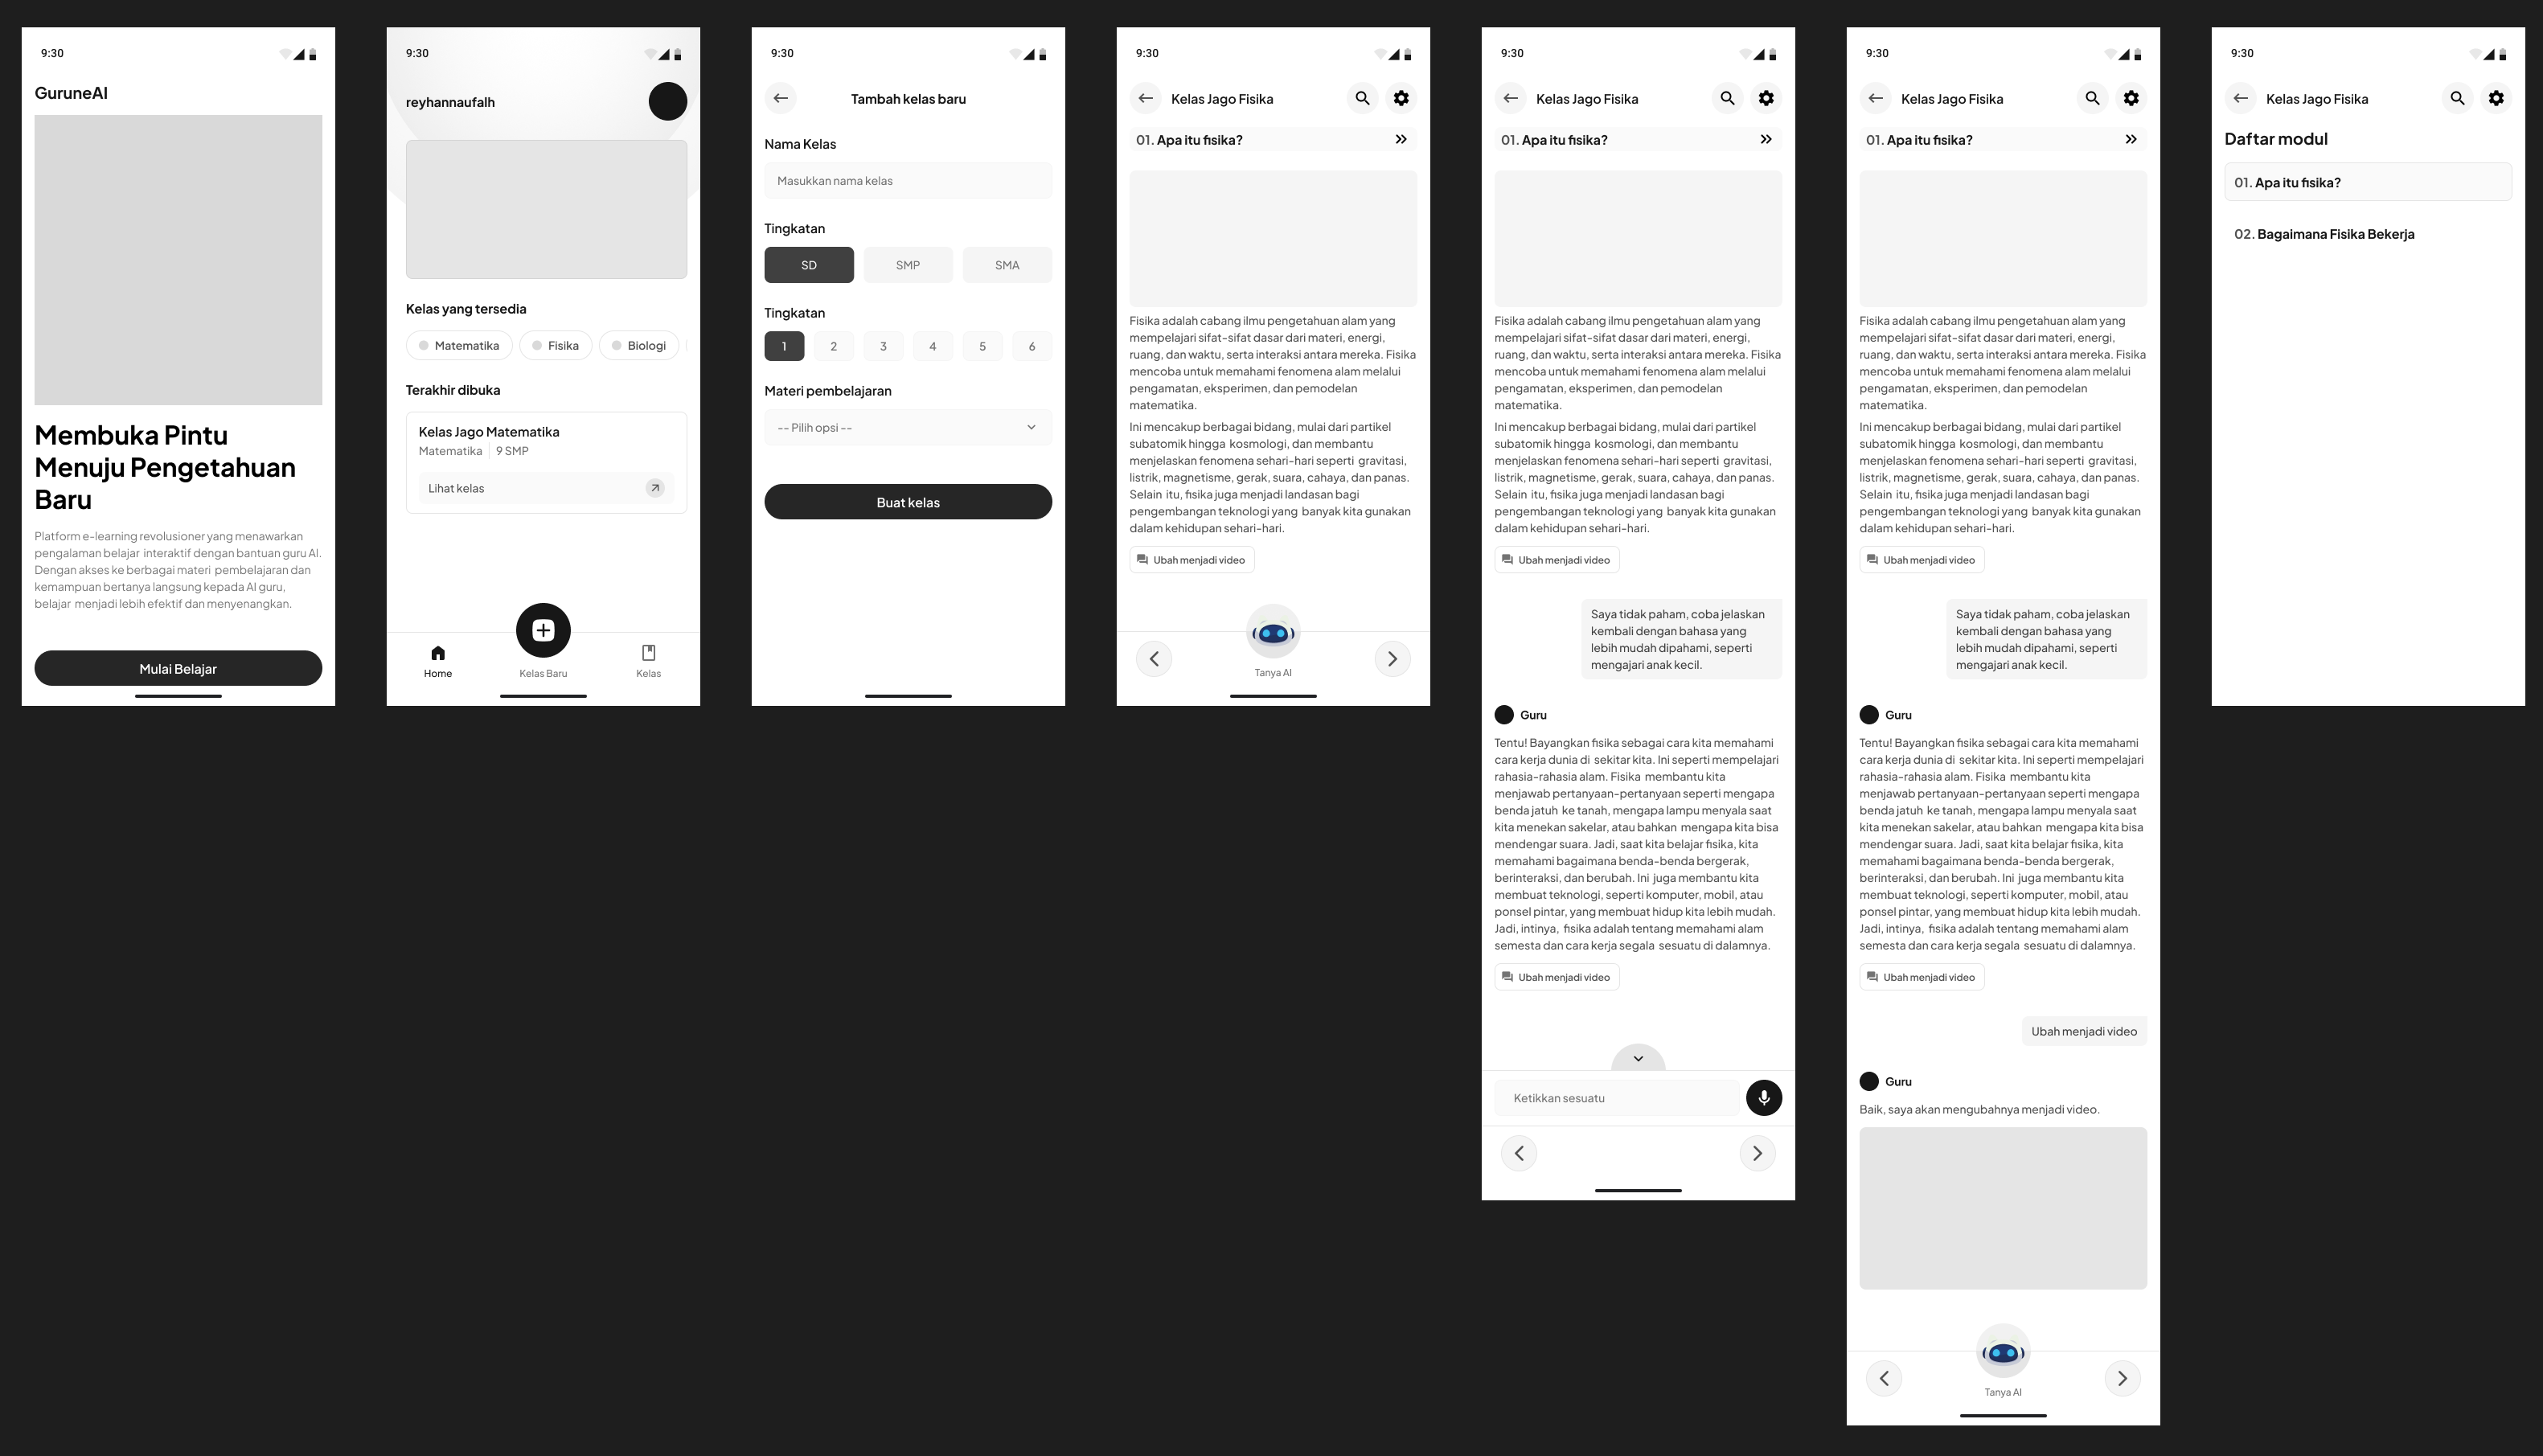 9:30
GuruneAI
Membuka Pintu
Menuju Pengetahuan
Baru
Platform e-learning revolusioner yang menawarkan
pengalaman belajar interaktif dengan bantuan guru AI.
Dengan akses ke berbagai materi pembelajaran dan
kemampuan bertanya langsung kepada AI guru,
belajar menjadi lebih efektif dan menyenangkan.
Mulai Belajar
9:30
reyhannaufalh
Kelas yang tersedia
Matematika
Fisika
Biologi
Terakhir dibuka
Kelas Jago Matematika
Matematika 9 SMP
Lihat kelas
Home
Kelas Baru
Kelas
9:30
Tambah kelas baru
Nama Kelas
Masukkan nama kelas
Tingkatan
SD SMP SMA
Tingkatan
1 2 3 4 5 6
Materi pembelajaran
-- Pilih opsi --
Buat kelas
9:30
Kelas Jago Fisika
01. Apa itu fisika?
Fisika adalah cabang ilmu pengetahuan alam yang
mempelajari sifat-sifat dasar dari materi, energi,
ruang, dan waktu, serta interaksi antara mereka. Fisika
mencoba untuk memahami fenomena alam melalui
pengamatan, eksperimen, dan pemodelan
matematika.
Ini mencakup berbagai bidang, mulai dari partikel
subatomik hingga kosmologi, dan membantu
menjelaskan fenomena sehari-hari seperti gravitasi,
listrik, magnetisme, gerak, suara, cahaya, dan panas.
Selain itu, fisika juga menjadi landasan bagi
pengembangan teknologi yang banyak kita gunakan
dalam kehidupan sehari-hari.
Ubah menjadi video
Tanya AI
9:30
Kelas Jago Fisika
01. Apa itu fisika?
Fisika adalah cabang ilmu pengetahuan alam yang
mempelajari sifat-sifat dasar dari materi, energi,
ruang, dan waktu, serta interaksi antara mereka. Fisika
mencoba untuk memahami fenomena alam melalui
pengamatan, eksperimen, dan pemodelan
matematika.
Ini mencakup berbagai bidang, mulai dari partikel
subatomik hingga kosmologi, dan membantu
menjelaskan fenomena sehari-hari seperti gravitasi,
listrik, magnetisme, gerak, suara, cahaya, dan panas.
Selain itu, fisika juga menjadi landasan bagi
pengembangan teknologi yang banyak kita gunakan
dalam kehidupan sehari-hari.
Ubah menjadi video
Saya tidak paham, coba jelaskan
kembali dengan bahasa yang
lebih mudah dipahami, seperti
mengajari anak kecil.
Guru
Tentu! Bayangkan fisika sebagai cara kita memahami
cara kerja dunia di sekitar kita. Ini seperti mempelajari
rahasia-rahasia alam. Fisika membantu kita
menjawab pertanyaan-pertanyaan seperti mengapa
benda jatuh ke tanah, mengapa lampu menyala saat
kita menekan sakelar, atau bahkan mengapa kita bisa
mendengar suara. Jadi, saat kita belajar fisika, kita
memahami bagaimana benda-benda bergerak,
berinteraksi, dan berubah. Ini juga membantu kita
membuat teknologi, seperti komputer, mobil, atau
ponsel pintar, yang membuat hidup kita lebih mudah.
Jadi, intinya, fisika adalah tentang memahami alam
semesta dan cara kerja segala sesuatu di dalamnya.
Ubah menjadi video
Ketikkan sesuatu
9:30
Kelas Jago Fisika
01. Apa itu fisika?
Fisika adalah cabang ilmu pengetahuan alam yang
mempelajari sifat-sifat dasar dari materi, energi,
ruang, dan waktu, serta interaksi antara mereka. Fisika
mencoba untuk memahami fenomena alam melalui
pengamatan, eksperimen, dan pemodelan
matematika.
Ini mencakup berbagai bidang, mulai dari partikel
subatomik hingga kosmologi, dan membantu
menjelaskan fenomena sehari-hari seperti gravitasi,
listrik, magnetisme, gerak, suara, cahaya, dan panas.
Selain itu, fisika juga menjadi landasan bagi
pengembangan teknologi yang banyak kita gunakan
dalam kehidupan sehari-hari.
Ubah menjadi video
Saya tidak paham, coba jelaskan
kembali dengan bahasa yang
lebih mudah dipahami, seperti
mengajari anak kecil.
Guru
Tentu! Bayangkan fisika sebagai cara kita memahami
cara kerja dunia di sekitar kita. Ini seperti mempelajari
rahasia-rahasia alam. Fisika membantu kita
menjawab pertanyaan-pertanyaan seperti mengapa
benda jatuh ke tanah, mengapa lampu menyala saat
kita menekan sakelar, atau bahkan mengapa kita bisa
mendengar suara. Jadi, saat kita belajar fisika, kita
memahami bagaimana benda-benda bergerak,
berinteraksi, dan berubah. Ini juga membantu kita
membuat teknologi, seperti komputer, mobil, atau
ponsel pintar, yang membuat hidup kita lebih mudah.
Jadi, intinya, fisika adalah tentang memahami alam
semesta dan cara kerja segala sesuatu di dalamnya.
Ubah menjadi video
Ubah menjadi video
Guru
Baik, saya akan mengubahnya menjadi video.
Tanya AI
9:30
Kelas Jago Fisika
Daftar modul
01. Apa itu fisika?
02. Bagaimana Fisika Bekerja